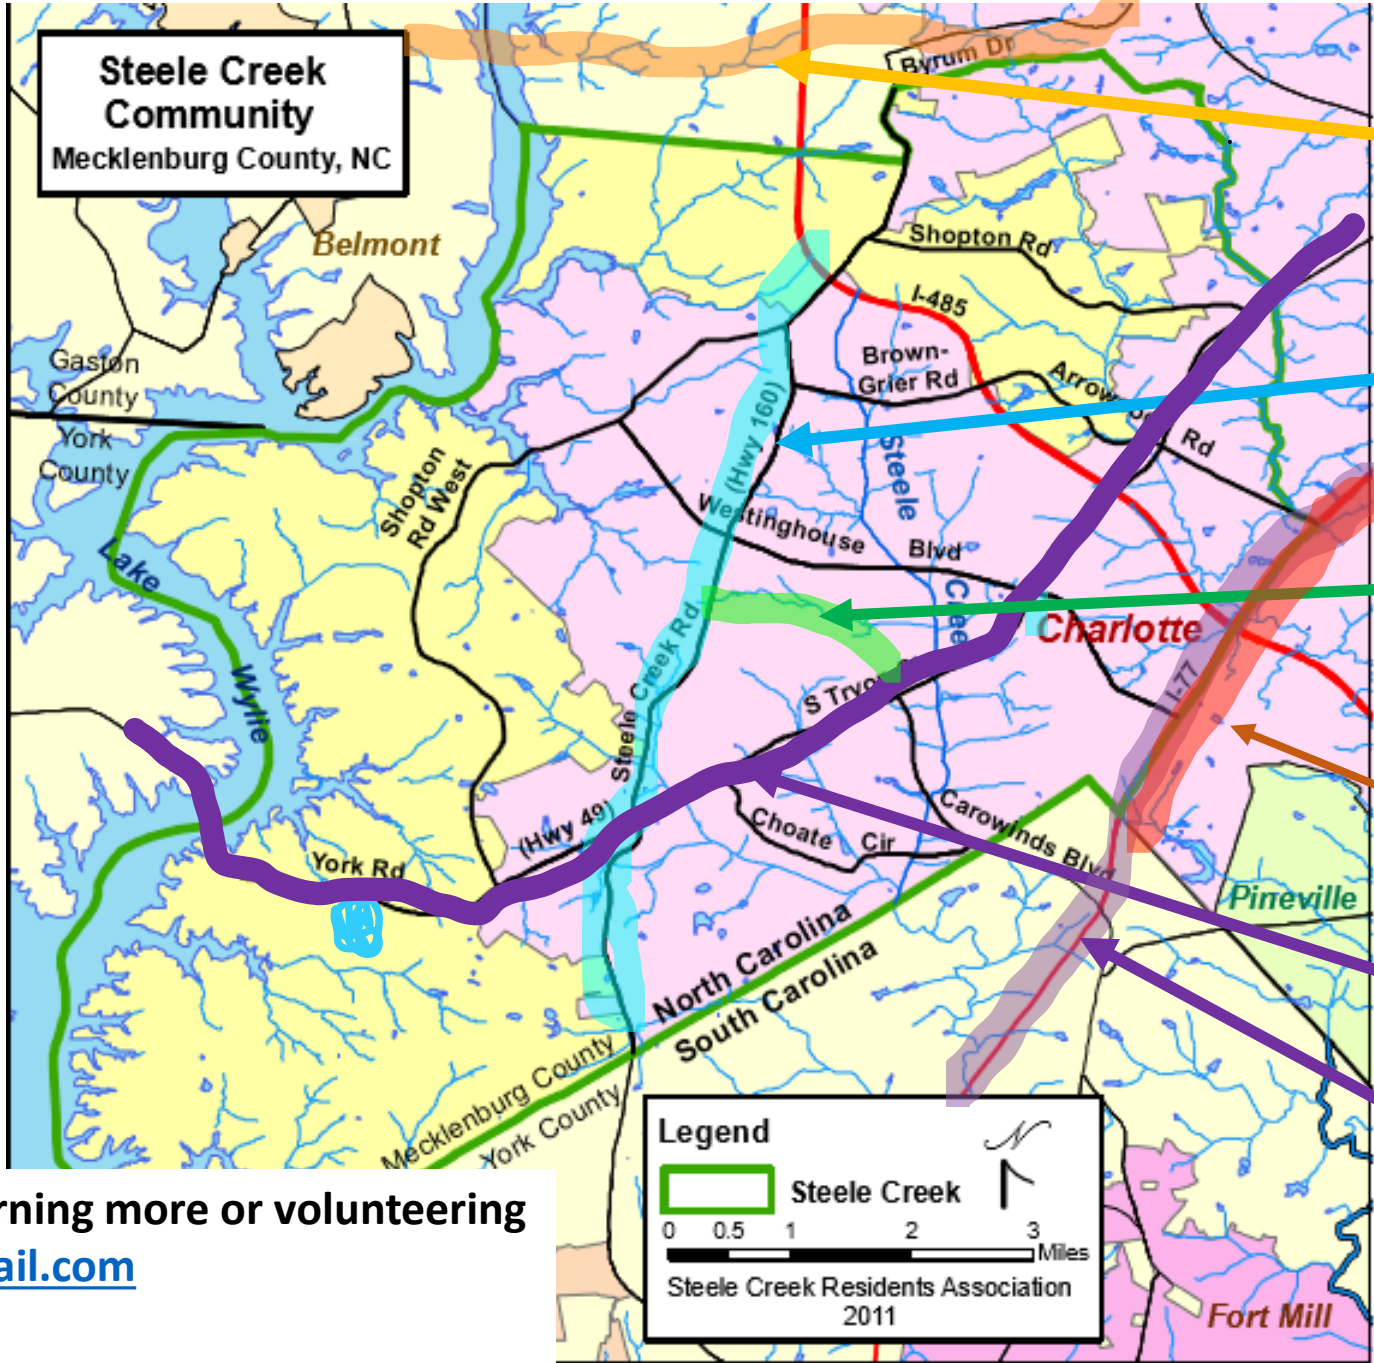 Steele Creek
Community
Mecklenburg County, NC
Byrum Dr
Belmont
Shopton Rd
I-485
Gaston
County
Brown-
Grier Rd
York
County
(Hwy 160)
Rd
Shopton
Rd West
Steele
Westinghouse
Blvd
Lake
Charlotte
Steele Creek Rd
Wylie
I-77
(Hwy 49)
Carowinds Blvd
Choate Cir
York Rd
Pineville
North Carolina
South Carolina
Mecklenburg County
York County
Legend
N
Steele Creek
0 0.5 1 2 3
Miles
Steele Creek Residents Association
2011
Fort Mill
rning more or volunteering
ail.com